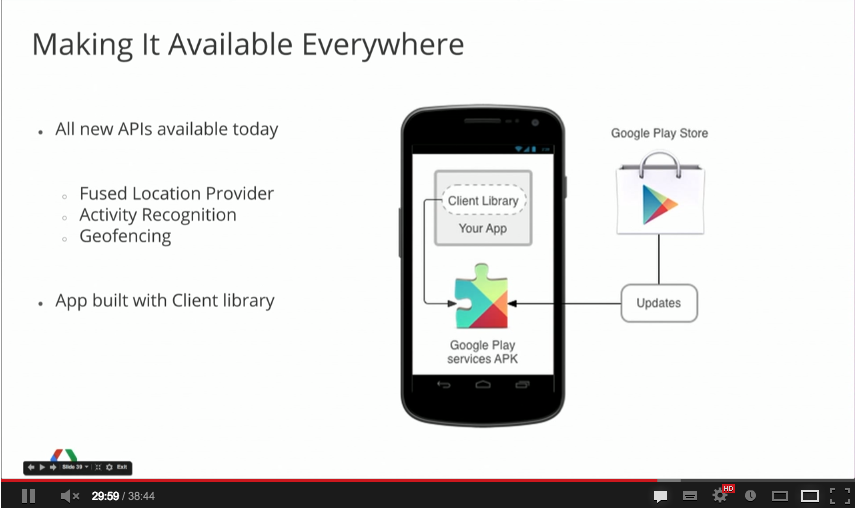 Making It Available Everywhere
• All new APIs available today
○ Fused Location Provider
○ Activity Recognition
○ Geofencing
• App built with Client library
Google Play Store
Client Library
Your App
Updates
Google Play
services APK
Slide 39
Exit
29:59 / 38:44
HD